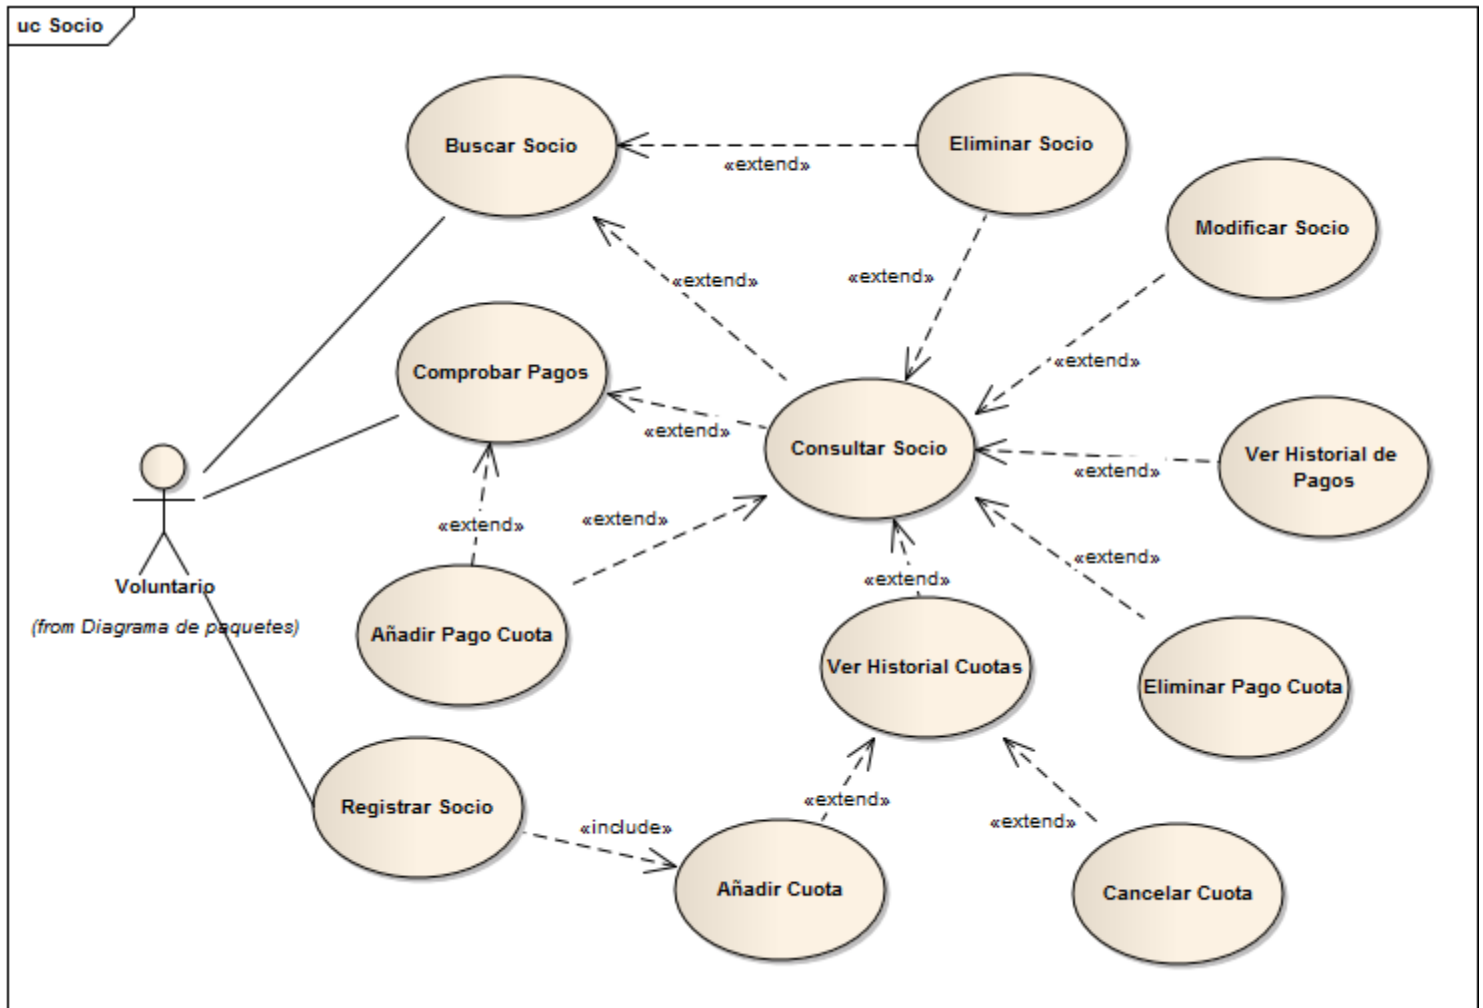 uc Socio
Buscar Socio
Eliminar Socio
«extend»
Modificar Socio
«extend»
«extend»
«extend»
Comprobar Pagos
«extend»
Consultar Socio
Ver Historial de
Pagos
«extend»
«extend»
«extend»
«extend»
«extend»
Voluntario
(from Diagrama de paquetes)
Añadir Pago Cuota
Ver Historial Cuotas
Eliminar Pago Cuota
Registrar Socio
«include»
«extend»
«extend»
Añadir Cuota
Cancelar Cuota